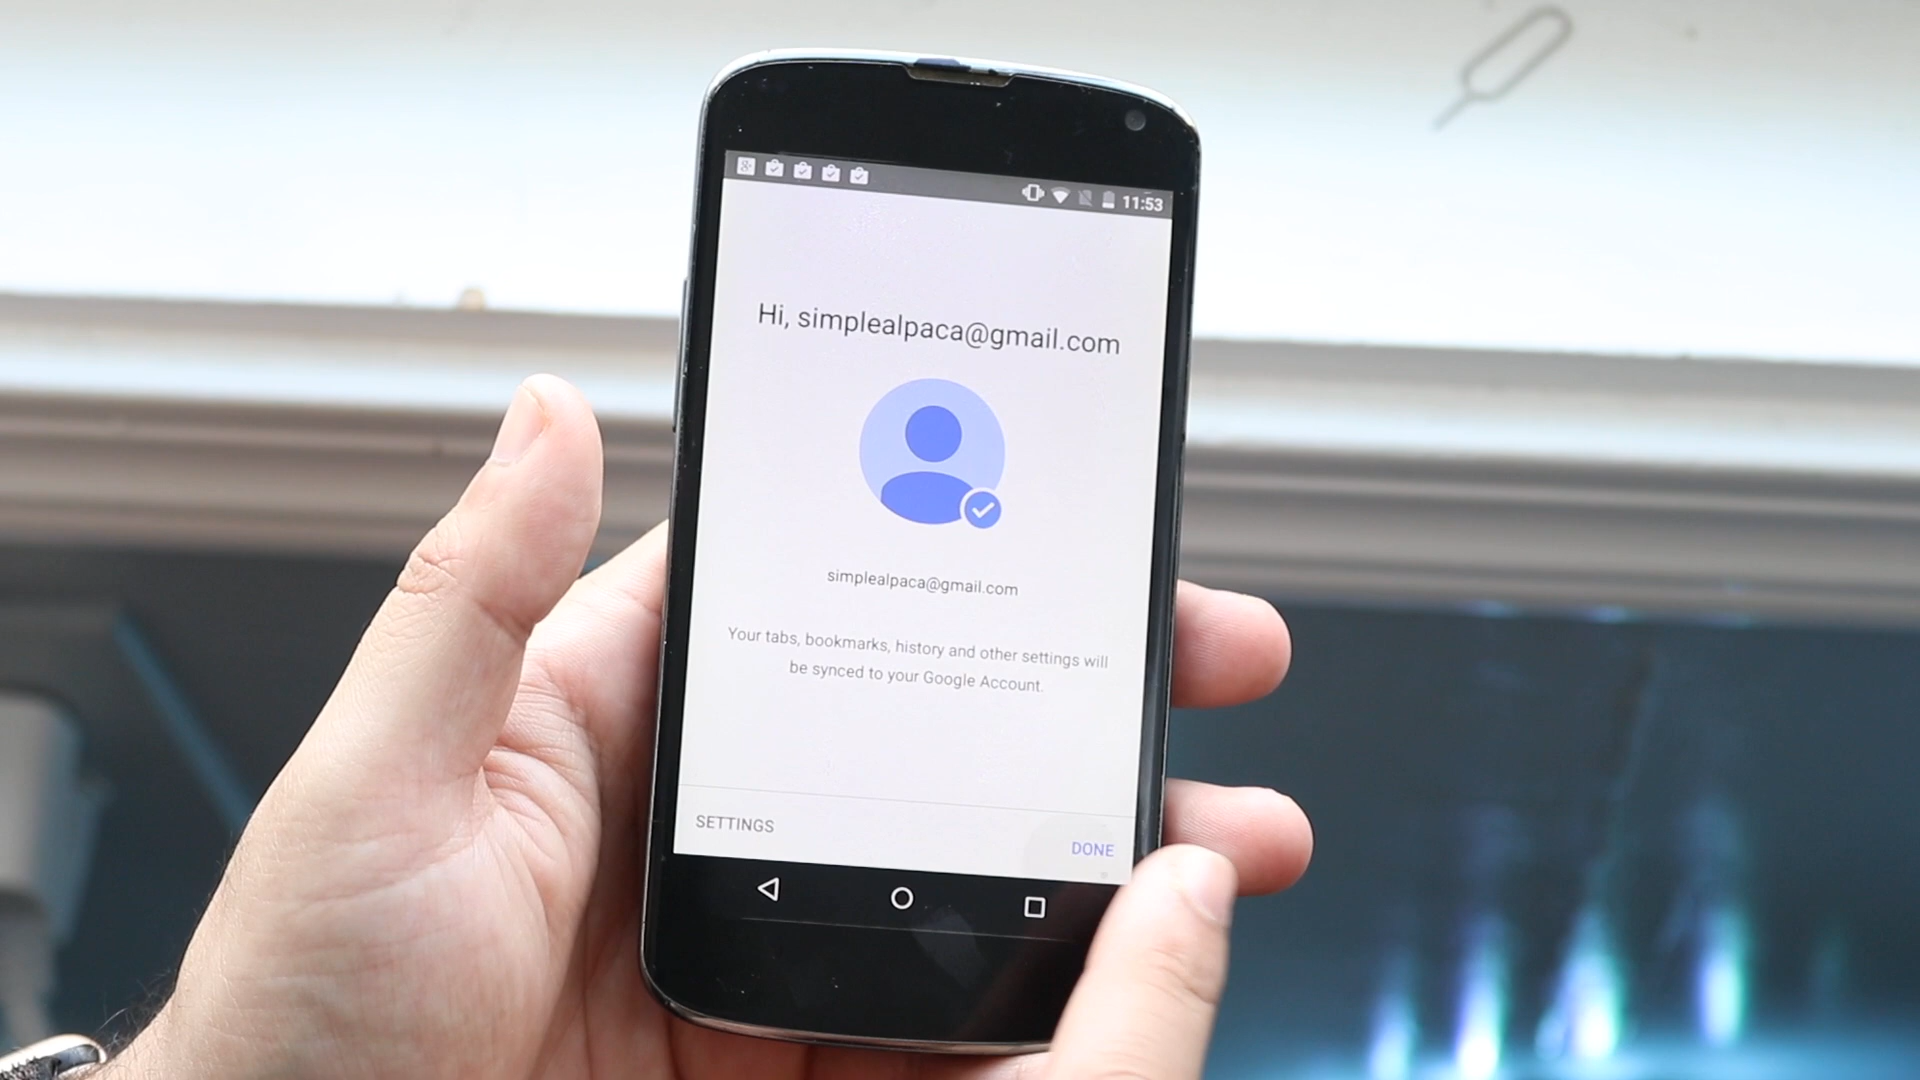 11:53
Hi, simplealpaca@gmail.com
simplealpaca@gmail.com
Your tabs, bookmarks, history and other settings will
be synced to your Google Account.
SETTINGS
DONE